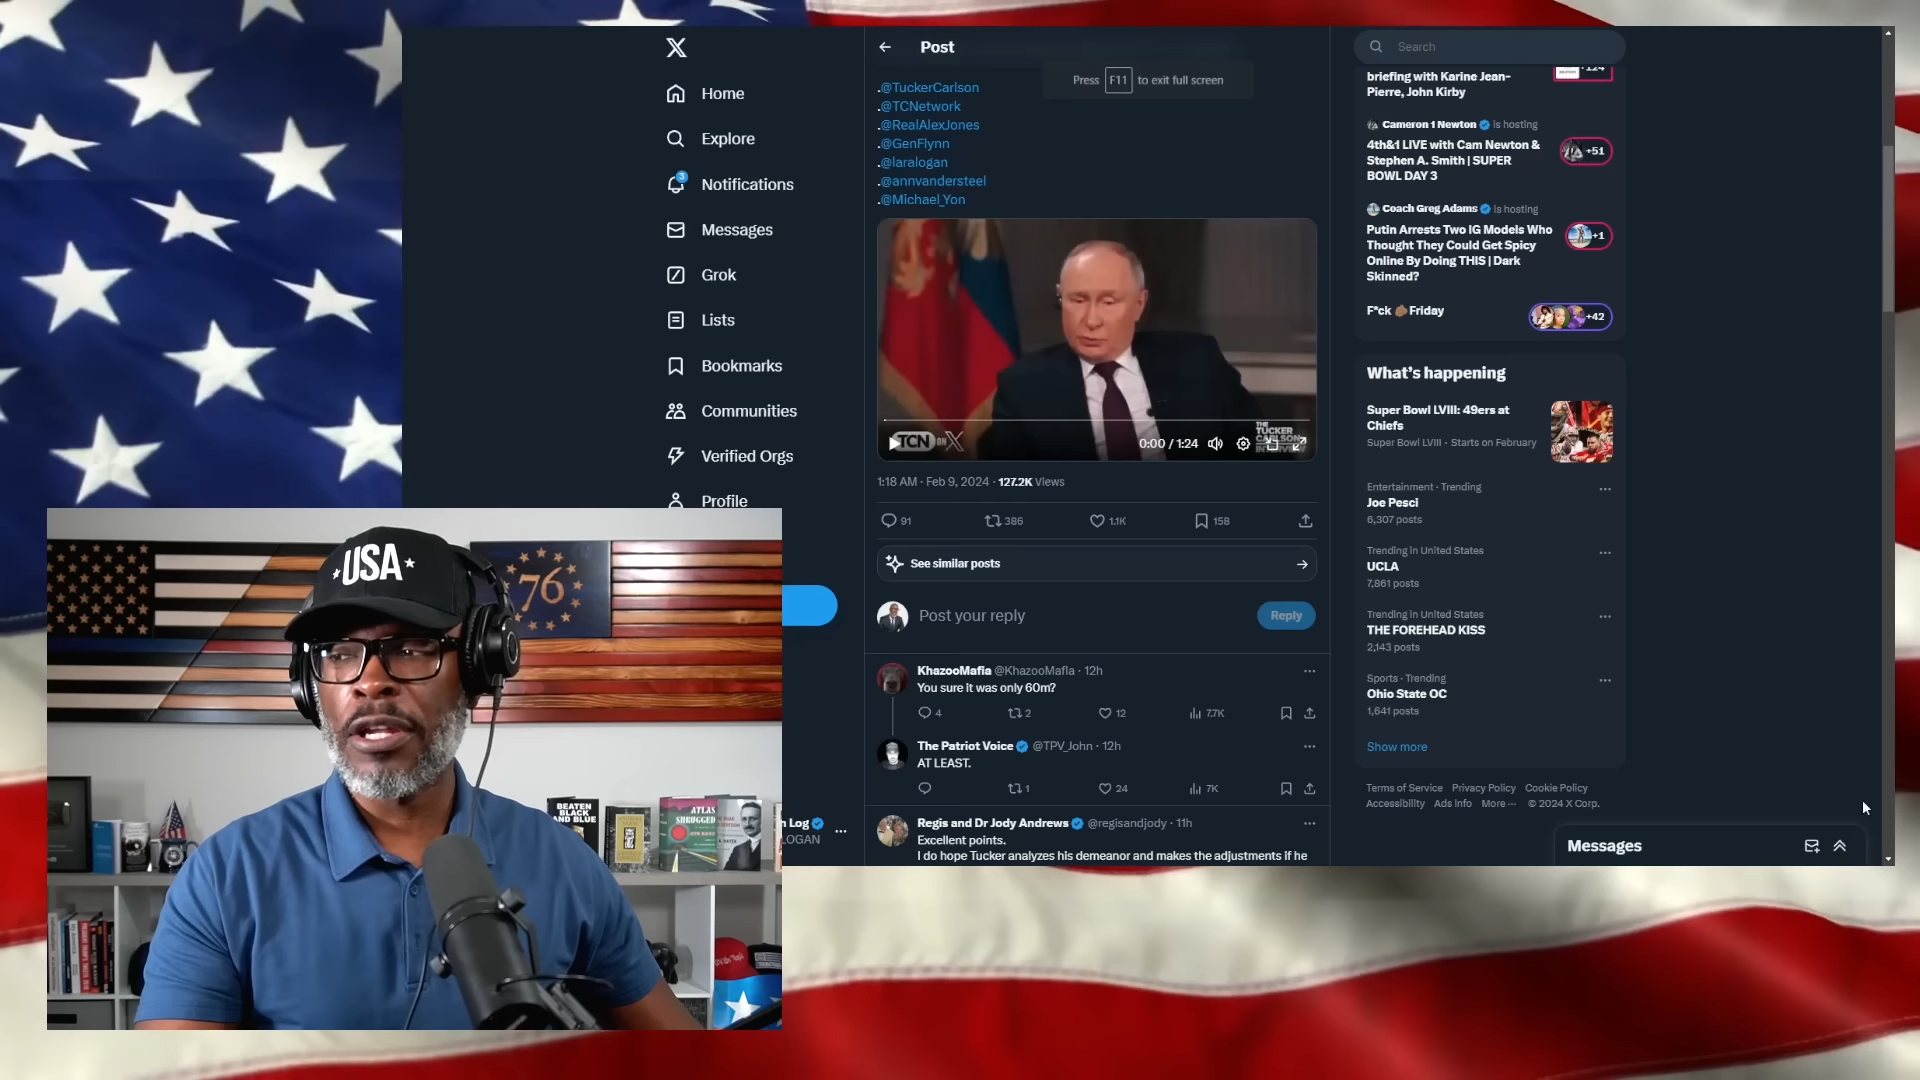 Post
Press F11 to exit full screen
.@TuckerCarlson
.@TCNetwork
.@RealAlexJones
.@GenFlynn
.@laralogan
.@annvandersteel
.@Michael_Yon
TCN ON X
0:00 / 1:24
THE
TUCKER
CARLSON
INTERVIEW
1:18 AM · Feb 9, 2024 · 127.2K Views
91
386
1.1K
158
See similar posts
Post your reply
Reply
KhazooMafia @KhazooMafia · 12h
You sure it was only 60m?
4
2
12
7.7K
The Patriot Voice @TPV_John · 12h
AT LEAST.
1
24
7K
Regis and Dr Jody Andrews @regisandjody · 11h
Excellent points.
I do hope Tucker analyzes his demeanor and makes the adjustments if he
Home
Explore
3
Notifications
Messages
Grok
Lists
Bookmarks
Communities
Verified Orgs
Profile
h Log
LOGAN
Search
briefing with Karine Jean-
Pierre, John Kirby
+124
Cameron 1 Newton is hosting
4th&1 LIVE with Cam Newton &
Stephen A. Smith | SUPER
BOWL DAY 3
+51
Coach Greg Adams is hosting
Putin Arrests Two IG Models Who
Thought They Could Get Spicy
Online By Doing THIS | Dark
Skinned?
+1
F*ck Friday
+42
What's happening
Super Bowl LVIII: 49ers at
Chiefs
Super Bowl LVIII · Starts on February
Entertainment · Trending
Joe Pesci
6,307 posts
Trending in United States
UCLA
7,861 posts
Trending in United States
THE FOREHEAD KISS
2,143 posts
Sports · Trending
Ohio State OC
1,641 posts
Show more
Terms of Service Privacy Policy Cookie Policy
Accessibility Ads info More ··· © 2024 X Corp.
Messages
USA
76
BEATEN
BLACK
AND BLUE
ATLAS
SHRUGGED